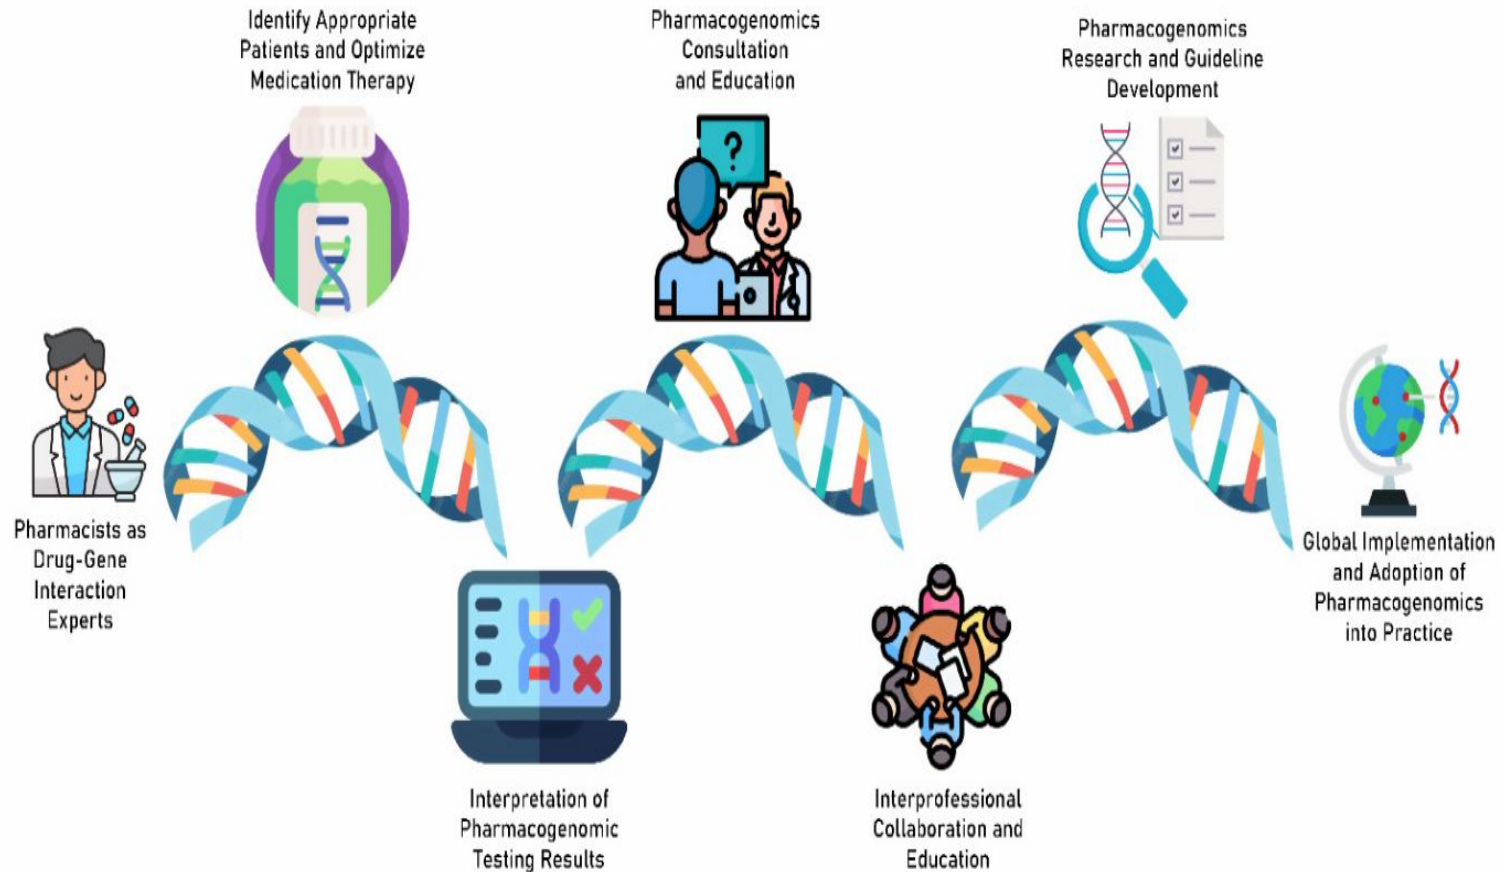 Identify Appropriate
Patients and Optimize
Medication Therapy
Pharmacogenomics
Consultation
and Education
Pharmacogenomics
Research and Guideline
Development
?
Pharmacists as
Drug-Gene
Interaction
Experts
Global Implementation
and Adoption of
Pharmacogenomics
into Practice
Interpretation of
Pharmacogenomic
Testing Results
Interprofessional
Collaboration and
Education